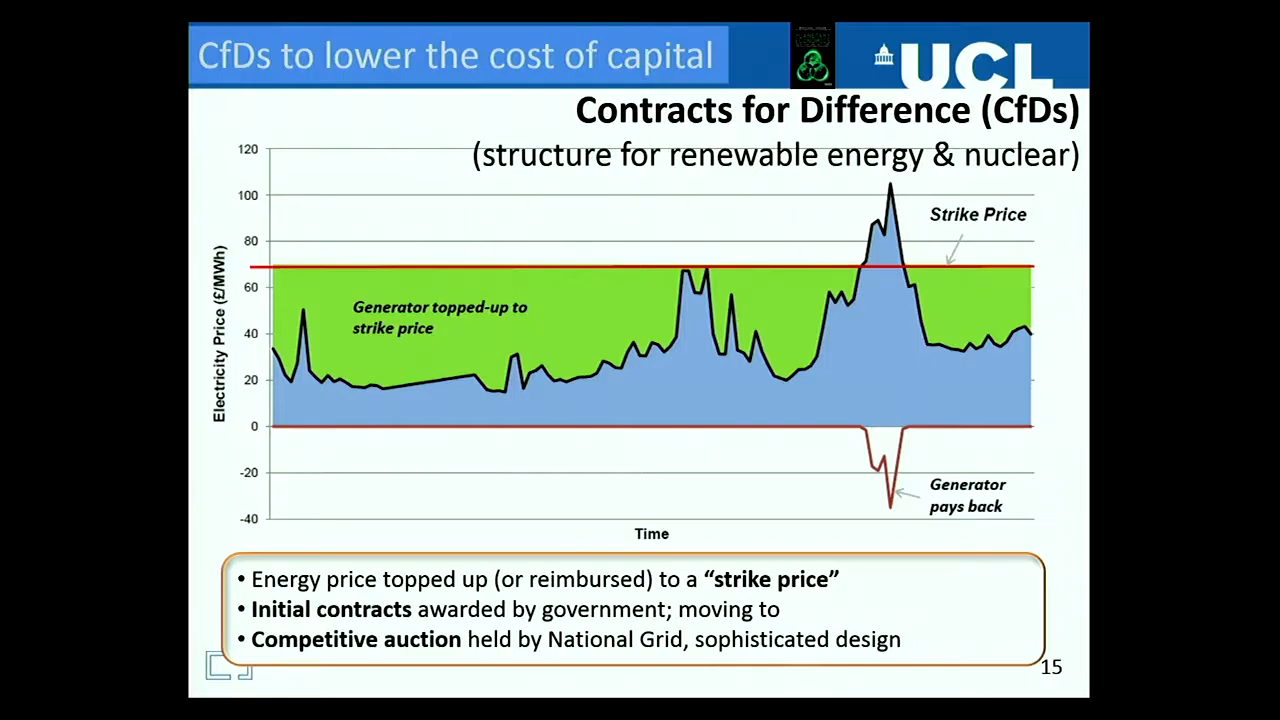 CfDs to lower the cost of capital
UCL
Contracts for Difference (CfDs)
(structure for renewable energy & nuclear)
120
100
80
60
40
20
0
-20
-40
Electricity Price (£/MWh)
Strike Price
Generator topped-up to
strike price
Generator
pays back
Time
• Energy price topped up (or reimbursed) to a “strike price”
• Initial contracts awarded by government; moving to
• Competitive auction held by National Grid, sophisticated design
15